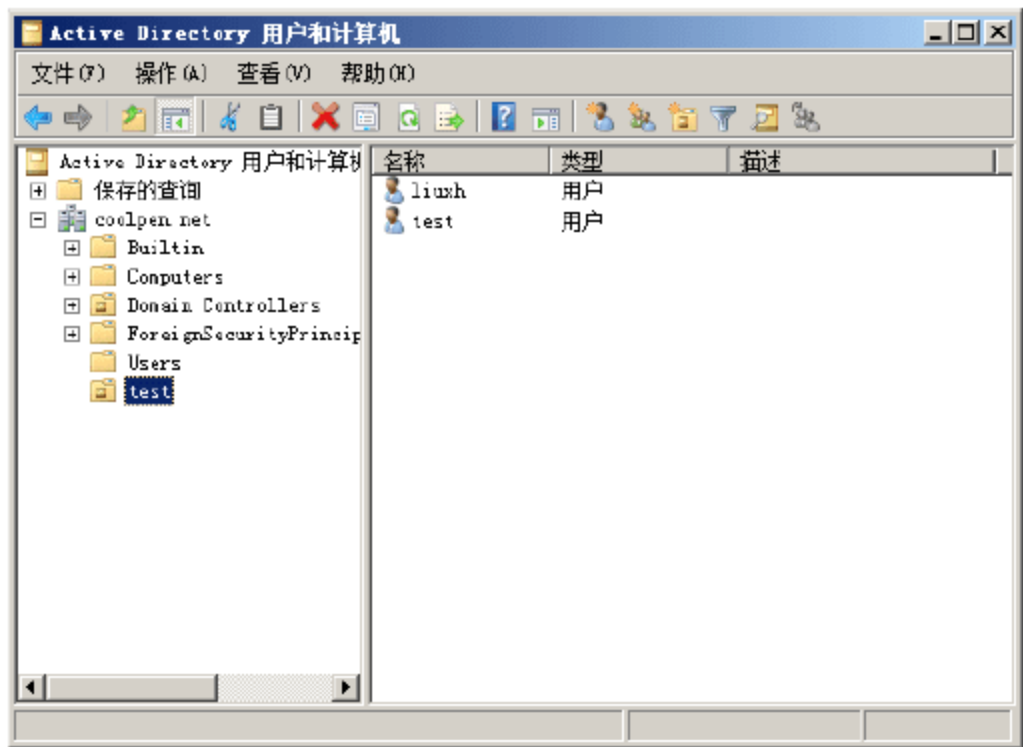 Active Directory 用户和计算机
文件(F) 操作(A) 查看(V) 帮助(H)
Active Directory 用户和计算机
名称 类型 描述
保存的查询
coolpen.net
Builtin
Computers
Domain Controllers
ForeignSecurityPrincip
Users
test
liuxh 用户
test 用户